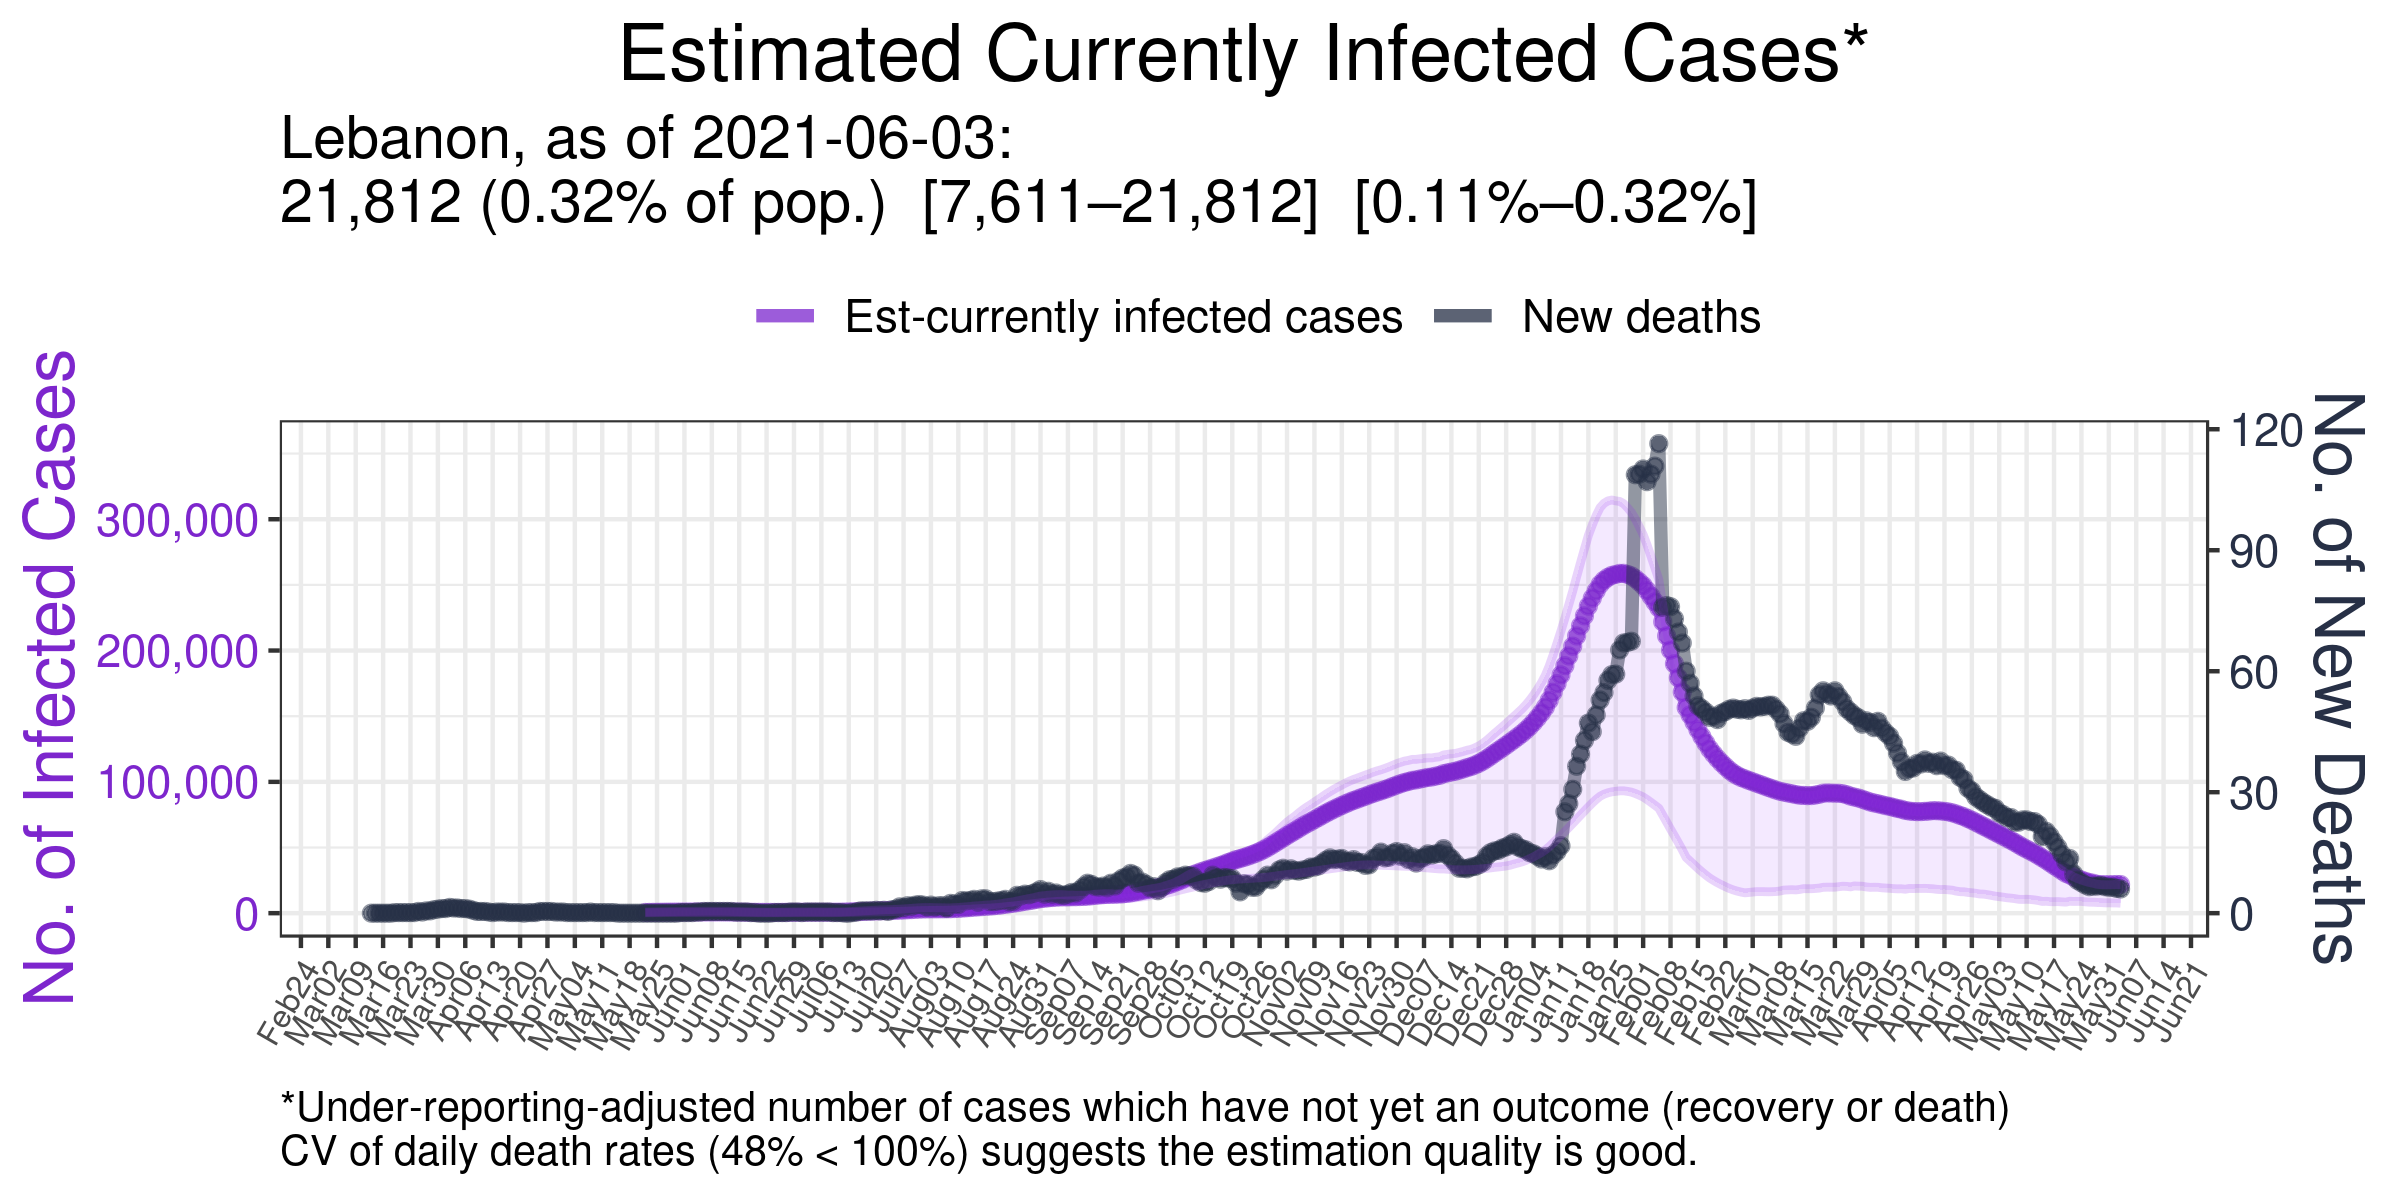 Estimated Currently Infected Cases*
Lebanon, as of 2021-06-03:
21,812 (0.32% of pop.) [7,611–21,812] [0.11%–0.32%]
Est-currently infected cases
New deaths
No. of Infected Cases
300,000
200,000
100,000
0
120
90
60
30
0
No. of New Deaths
Feb24
Mar02
Mar09
Mar16
Mar23
Mar30
Apr06
Apr13
Apr20
Apr27
May04
May11
May18
May25
Jun01
Jun08
Jun15
Jun22
Jun29
Jul06
Jul13
Jul20
Jul27
Aug03
Aug10
Aug17
Aug24
Aug31
Sep07
Sep14
Sep21
Sep28
Oct05
Oct12
Oct19
Oct26
Nov02
Nov09
Nov16
Nov23
Nov30
Dec07
Dec14
Dec21
Dec28
Jan04
Jan11
Jan18
Jan25
Feb01
Feb08
Feb15
Feb22
Mar01
Mar08
Mar15
Mar22
Mar29
Apr05
Apr12
Apr19
Apr26
May03
May10
May17
May24
May31
Jun07
Jun14
Jun21
*Under-reporting-adjusted number of cases which have not yet an outcome (recovery or death)
CV of daily death rates (48% < 100%) suggests the estimation quality is good.